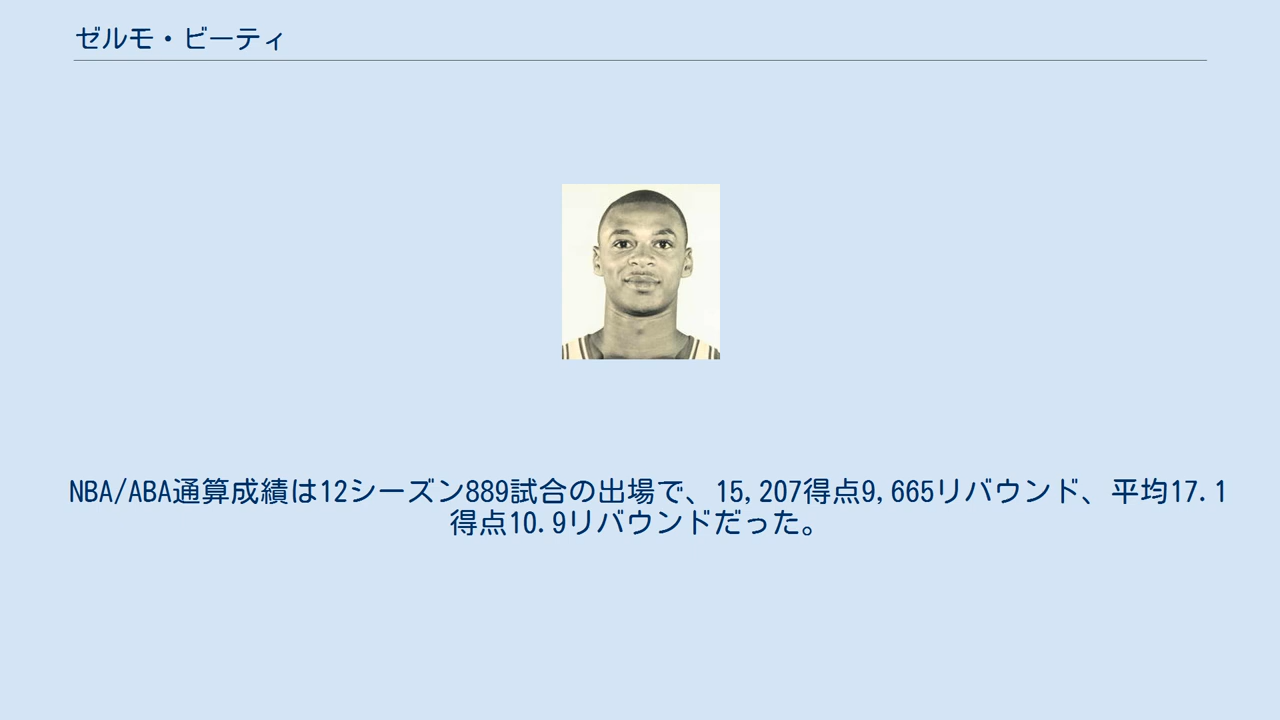 ゼルモ・ビーティ
NBA/ABA通算成績は12シーズン889試合の出場で、15,207得点9,665リバウンド、平均17.1
得点10.9リバウンドだった。